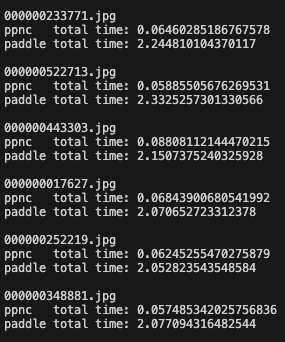 000000233771.jpg
ppnc   total time: 0.06460285186767578
paddle total time: 2.244810104370117
000000522713.jpg
ppnc   total time: 0.05885505676269531
paddle total time: 2.3325257301330566
000000443303.jpg
ppnc   total time: 0.08808112144470215
paddle total time: 2.1507375240325928
000000017627.jpg
ppnc   total time: 0.06843900680541992
paddle total time: 2.070652723312378
000000252219.jpg
ppnc   total time: 0.06245255470275879
paddle total time: 2.052823543548584
000000348881.jpg
ppnc   total time: 0.057485342025756836
paddle total time: 2.077094316482544